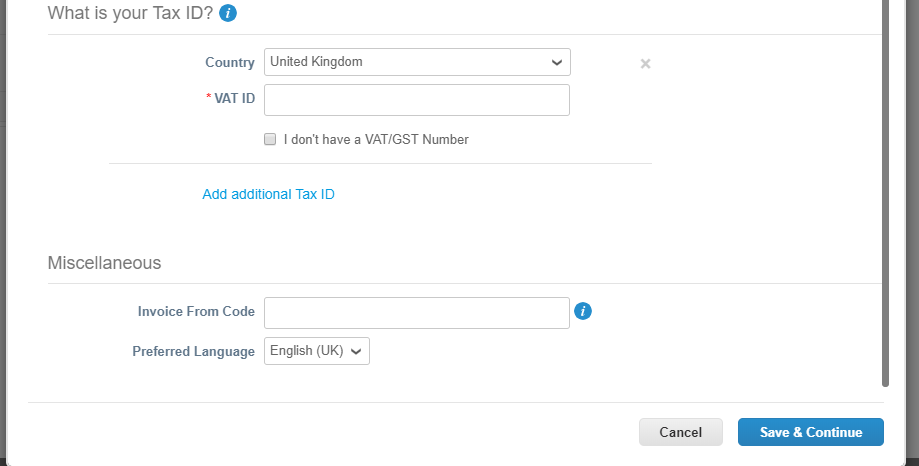 What is your Tax ID? i
Country United Kingdom ×
* VAT ID
I don't have a VAT/GST Number
Add additional Tax ID
Miscellaneous
Invoice From Code i
Preferred Language English (UK)
Cancel Save & Continue